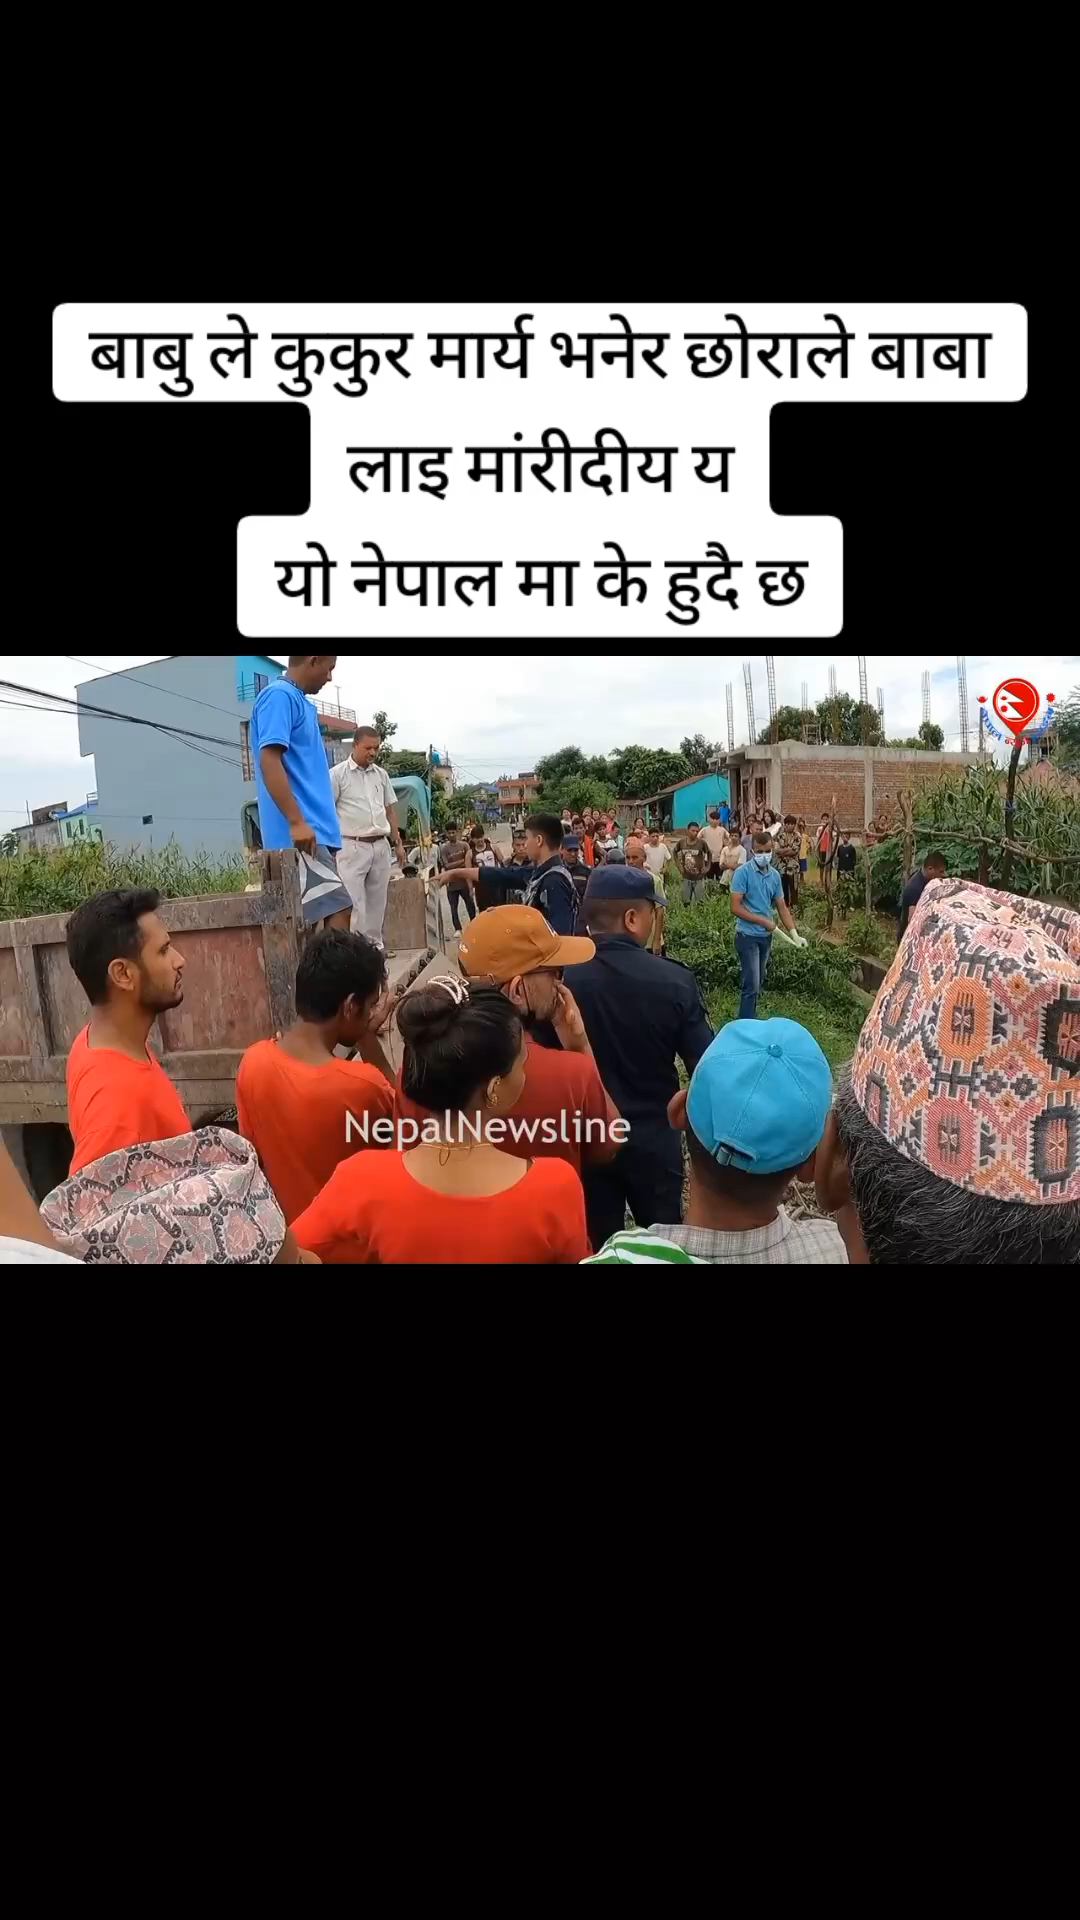 बाबु ले कुकुर मार्य भनेर छोराले बाबा
लाइ मांरीदीय य
यो नेपाल मा के हुदै छ
NepalNewsline